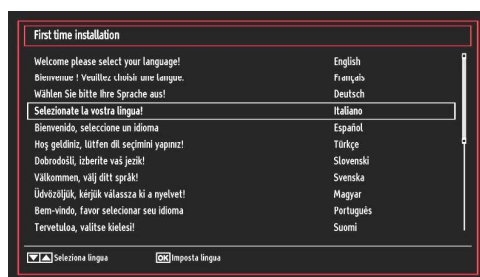 First time installation
Welcome please select your language! English
Bienvenue ! Veuillez choisir une langue. Français
Wählen Sie bitte Ihre Sprache aus! Deutsch
Selezionate la vostra lingua! Italiano
Bienvenido, seleccione un idioma Español
Hoş geldiniz, lütfen dil seçimini yapınız! Türkçe
Dobrodošli, izberite vaš jezik! Slovenski
Välkommen, välj ditt språk! Svenska
Üdvözöljük, kérjük válassza ki a nyelvet! Magyar
Bem-vindo, favor selecionar seu idioma Português
Tervetuloa, valitse kielesi! Suomi
Seleziona lingua OK Imposta lingua